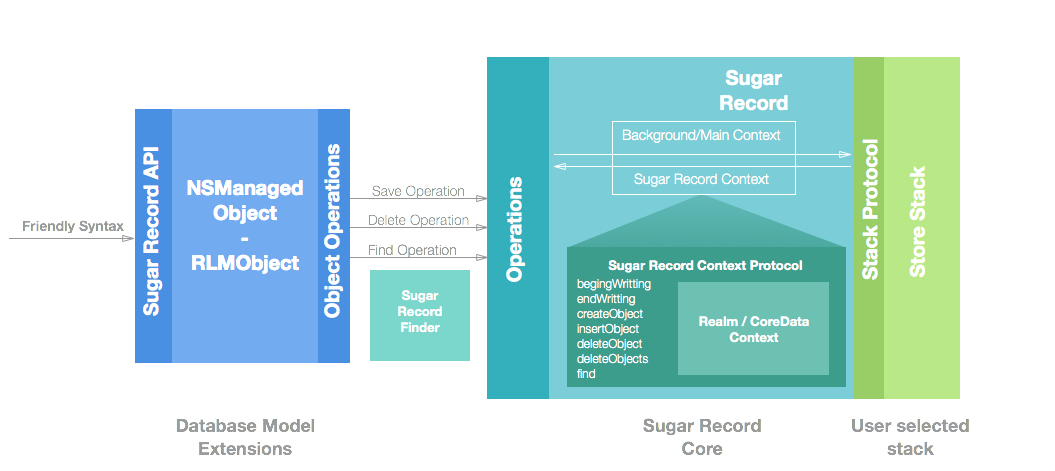 Friendly Syntax
Sugar Record API
NSManaged
Object
-
RLMObject
Object Operations
Save Operation
Delete Operation
Find Operation
Sugar
Record
Finder
Operations
Sugar
Record
Background/Main Context
Sugar Record Context
Sugar Record Context Protocol
begingWritting
endWritting
createObject
insertObject
deleteObject
deleteObjects
find
Realm / CoreData
Context
Stack Protocol
Store Stack
Database Model
Extensions
Sugar Record
Core
User selected
stack